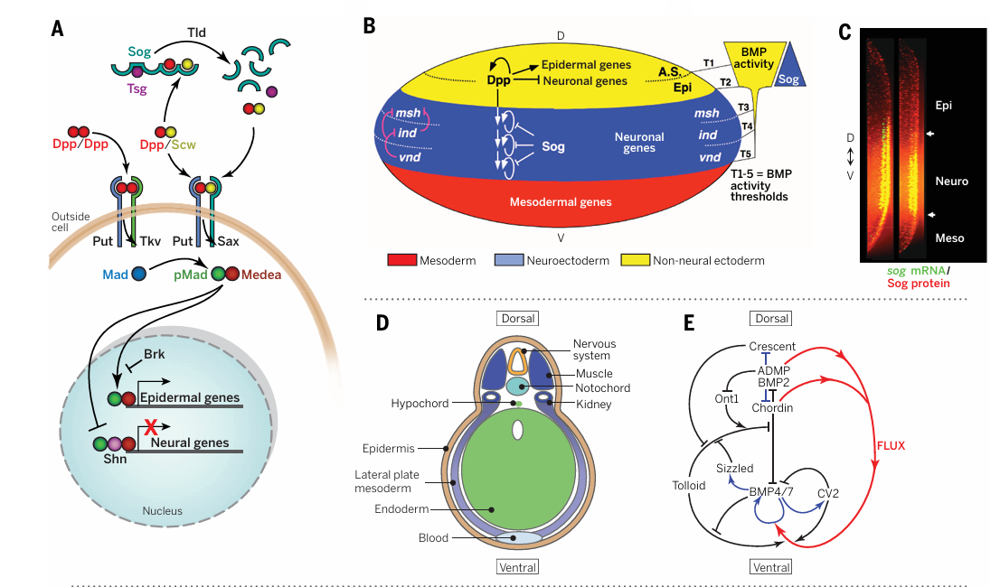 A
Tld
Sog
Tsg
Dpp/Dpp
Dpp/Scw
Outside
cell
Put
Tkv
Put
Sax
Mad
pMad
Medea
Brk
Epidermal genes
X
Neural genes
Shn
Nucleus
B
D
Dpp
Epidermal genes
Neuronal genes
A.S.
Epi
msh
ind
vnd
Sog
Neuronal
genes
msh
ind
vnd
Mesodermal genes
V
T1
T2
T3
T4
T5
BMP
activity
Sog
T1-5 = BMP
activity
thresholds
Mesoderm
Neuroectoderm
Non-neural ectoderm
C
D
V
Epi
Neuro
Meso
sog mRNA/
Sog protein
D
Dorsal
Nervous
system
Muscle
Notochord
Hypochord
Kidney
Epidermis
Lateral plate
mesoderm
Endoderm
Blood
Ventral
E
Dorsal
Crescent
ADMP
BMP2
Ont1
Chordin
FLUX
Sizzled
Tolloid
BMP4/7
CV2
Ventral